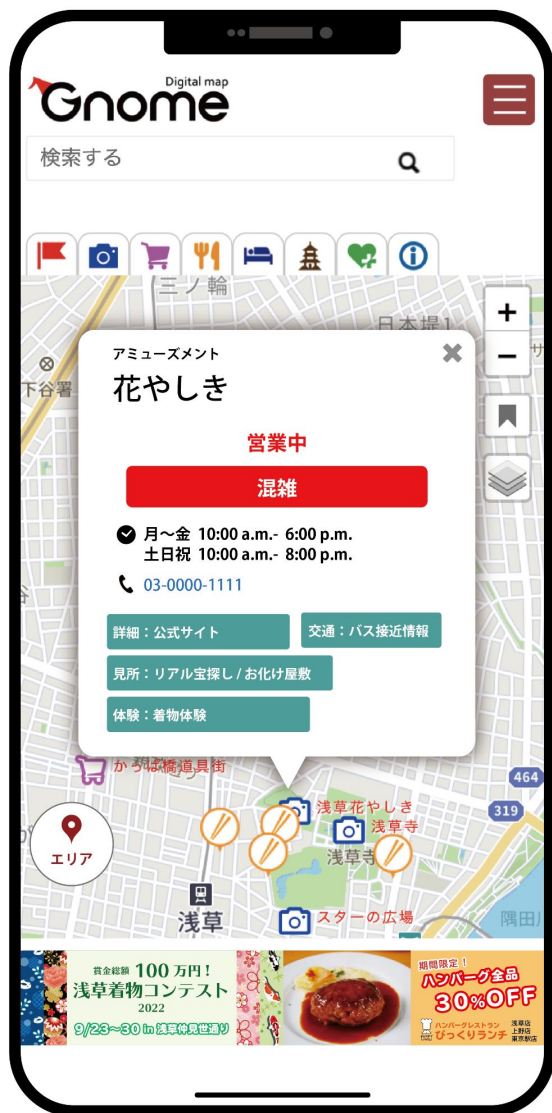 Digital map
Gnome
検索する
三ノ輪
日本堤1
下谷署
アミューズメント
花やしき
営業中
混雑
月〜金 10:00 a.m.- 6:00 p.m.
土日祝 10:00 a.m.- 8:00 p.m.
03-0000-1111
詳細：公式サイト
交通：バス接近情報
見所：リアル宝探し / お化け屋敷
体験：着物体験
かっぱ橋道具街
464
浅草花やしき
319
浅草寺
浅草寺
エリア
浅草
スターの広場
隅田川
賞金総額 100 万円！
浅草着物コンテスト
2022
9/23〜30 in 浅草仲見世通り
期間限定！
ハンバーグ全品
30%OFF
ハンバーグレストラン
びっくりランチ
浅草店
上野店
東京駅店